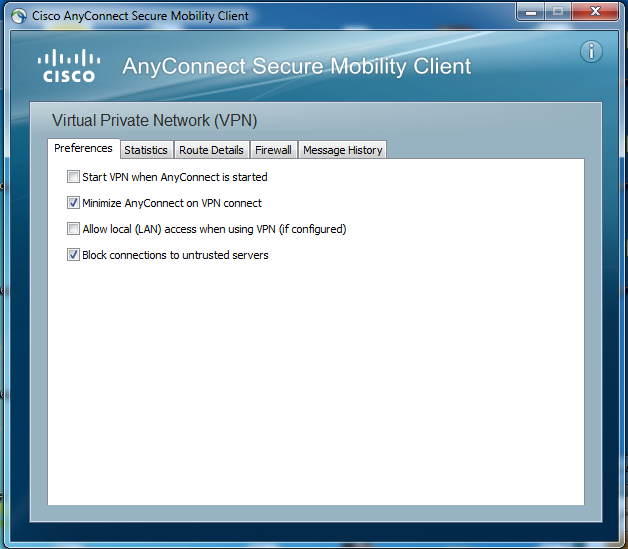 Cisco AnyConnect Secure Mobility Client
CISCO
AnyConnect Secure Mobility Client
i
Virtual Private Network (VPN)
Preferences Statistics Route Details Firewall Message History
Start VPN when AnyConnect is started
Minimize AnyConnect on VPN connect
Allow local (LAN) access when using VPN (if configured)
Block connections to untrusted servers